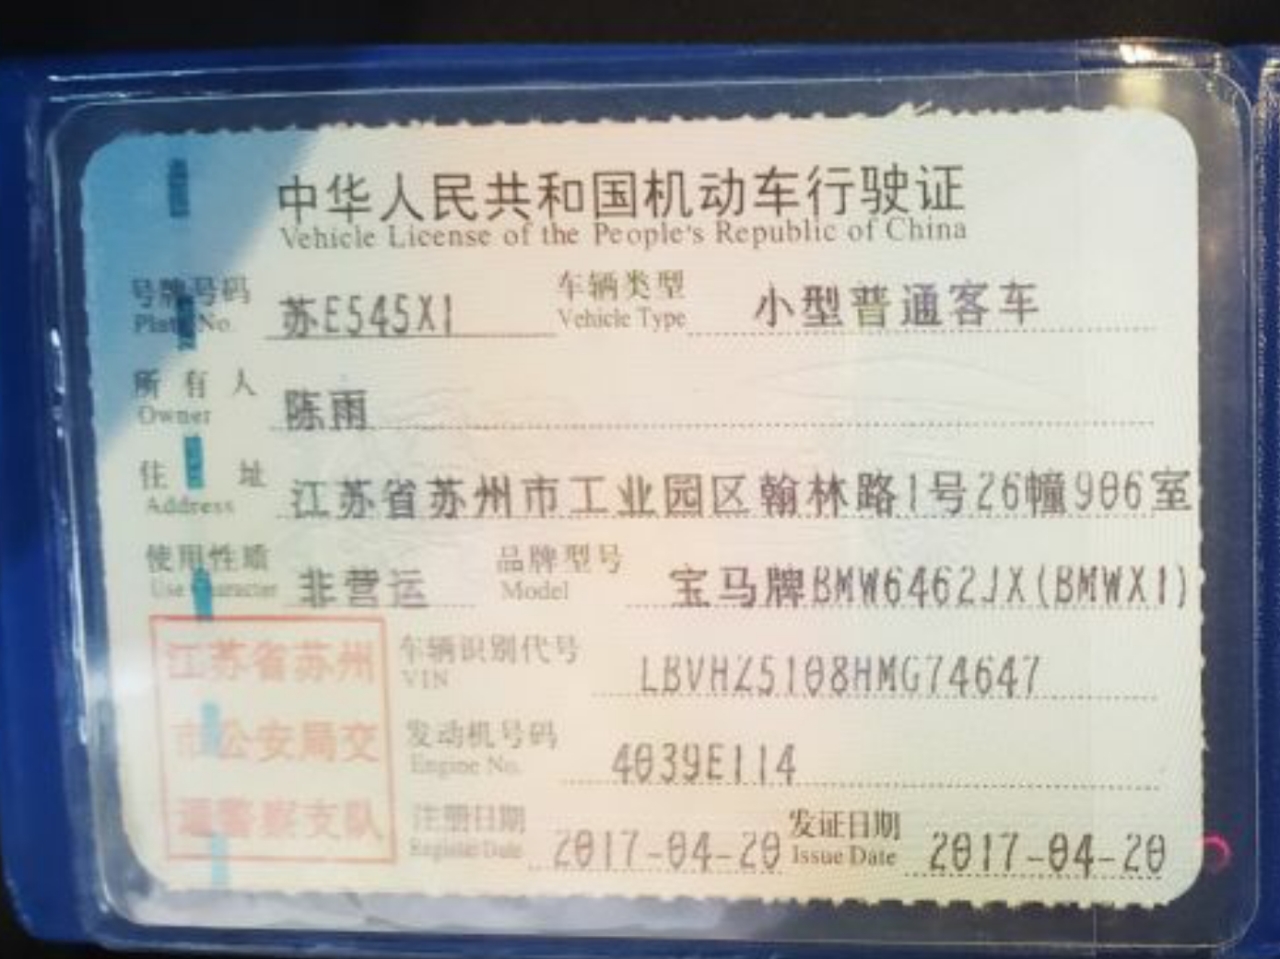 中华人民共和国机动车行驶证
Vehicle License of the People's Republic of China
号牌号码 苏E545X1 车辆类型 小型普通客车
Plate No. Vehicle Type
所有人 陈雨
Owner
住址 江苏省苏州市工业园区翰林路1号26幢906室
Address
使用性质 非营运 品牌型号 宝马牌BMW6462JX(BMWX1)
Use Character Model
江苏省苏州
市公安局交
通警察支队
车辆识别代号 LBVHZ5108HMG74647
VIN
发动机号码 4039E114
Engine No.
注册日期 2017-04-20 发证日期 2017-04-20
Register Date Issue Date